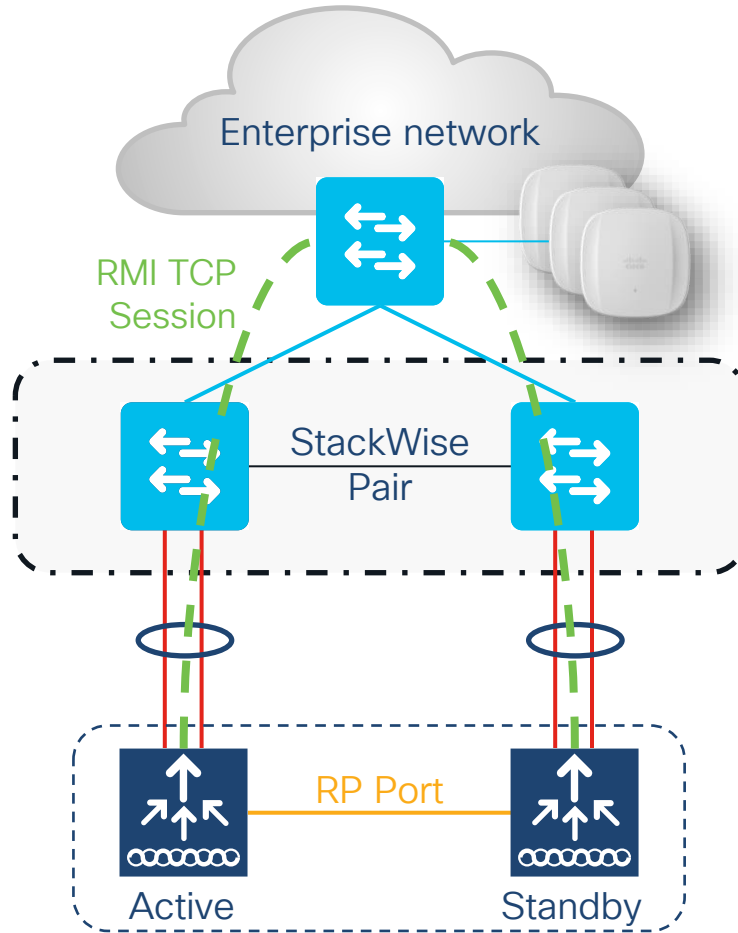 Enterprise network
RMI TCP
Session
StackWise
Pair
RP Port
Active
Standby